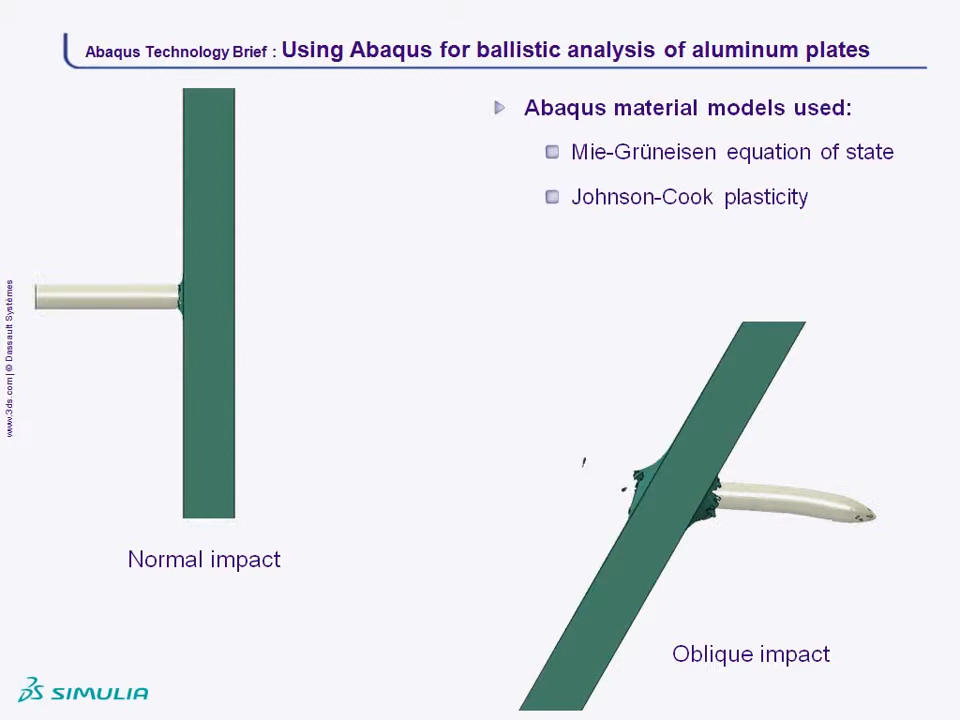 Abaqus Technology Brief : Using Abaqus for ballistic analysis of aluminum plates
Abaqus material models used:
Mie-Grüneisen equation of state
Johnson-Cook plasticity
www.3ds.com | © Dassault Systèmes
Normal impact
Oblique impact
SIMULIA